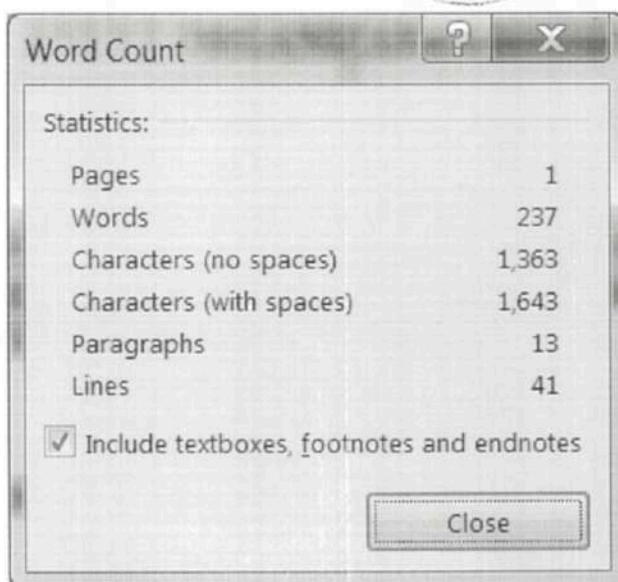 Word Count
Statistics:
Pages 1
Words 237
Characters (no spaces) 1,363
Characters (with spaces) 1,643
Paragraphs 13
Lines 41
Include textboxes, footnotes and endnotes
Close